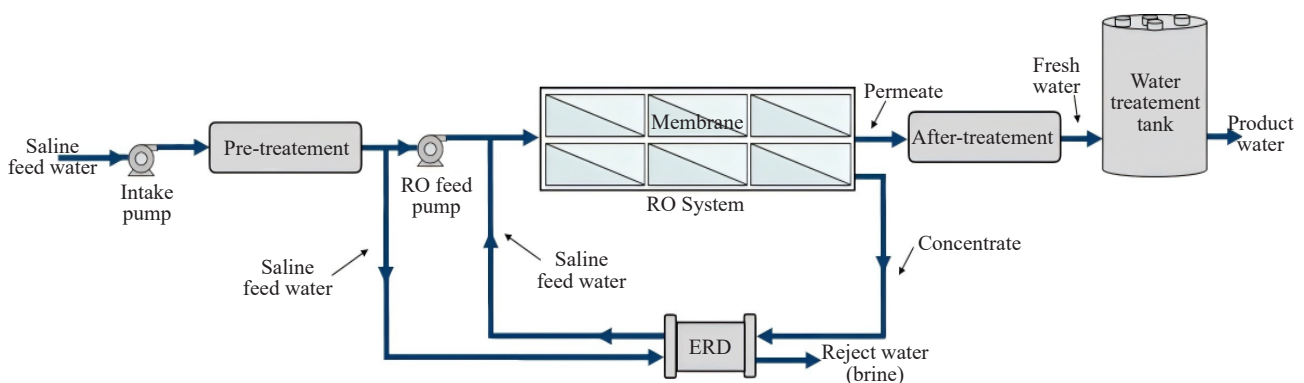 Saline
feed water
Intake
pump
Pre-treatement
RO feed
pump
Saline
feed water
Saline
feed water
Membrane
RO System
Permeate
Concentrate
ERD
Reject water
(brine)
After-treatement
Fresh
water
Water
treatement
tank
Product
water